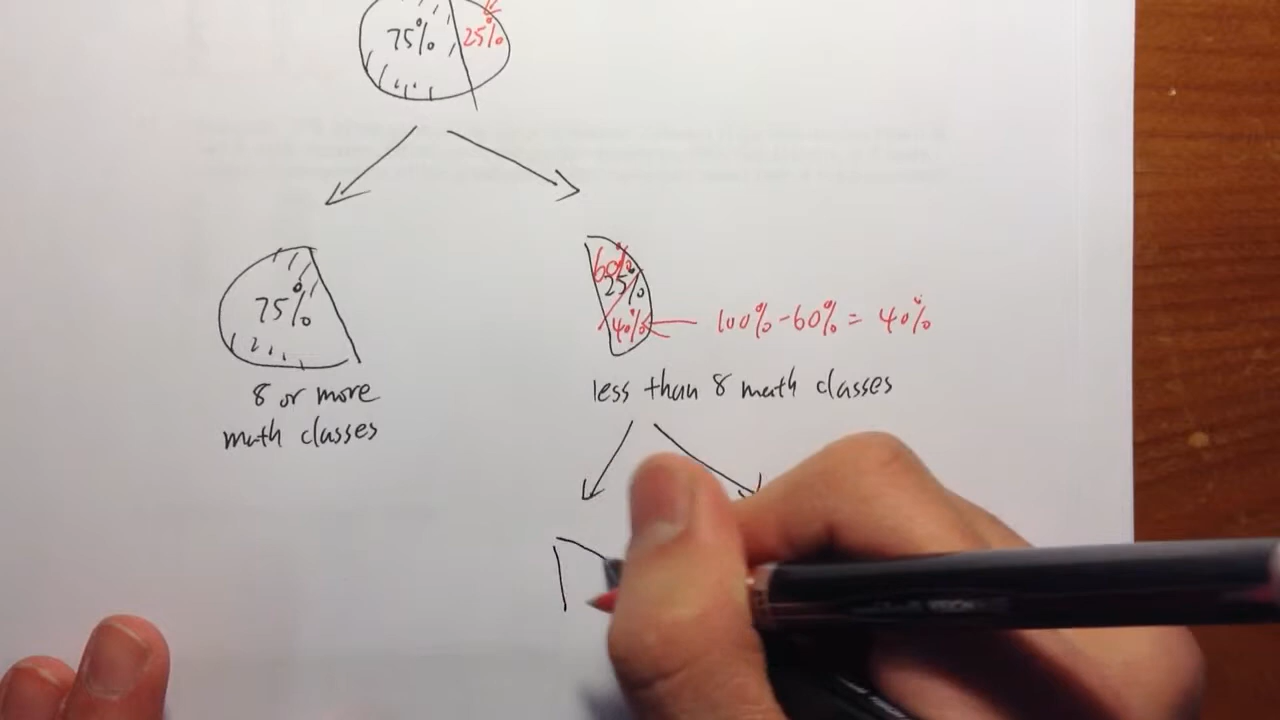 75% 25%
60%
25%
40% 100% - 60% = 40%
75%
less than 8 math classes
8 or more
math classes